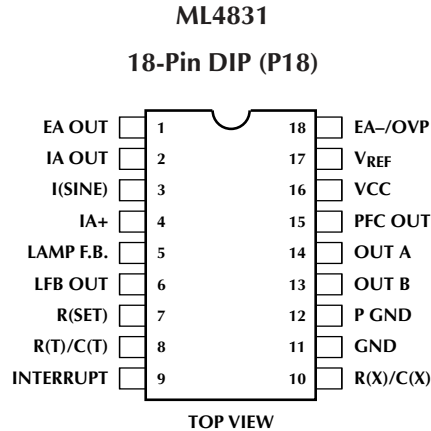 ML4831
18-Pin DIP (P18)
EA OUT 1 18 EA–/OVP
IA OUT 2 17 VREF
I(SINE) 3 16 VCC
IA+ 4 15 PFC OUT
LAMP F.B. 5 14 OUT A
LFB OUT 6 13 OUT B
R(SET) 7 12 P GND
R(T)/C(T) 8 11 GND
INTERRUPT 9 10 R(X)/C(X)
TOP VIEW